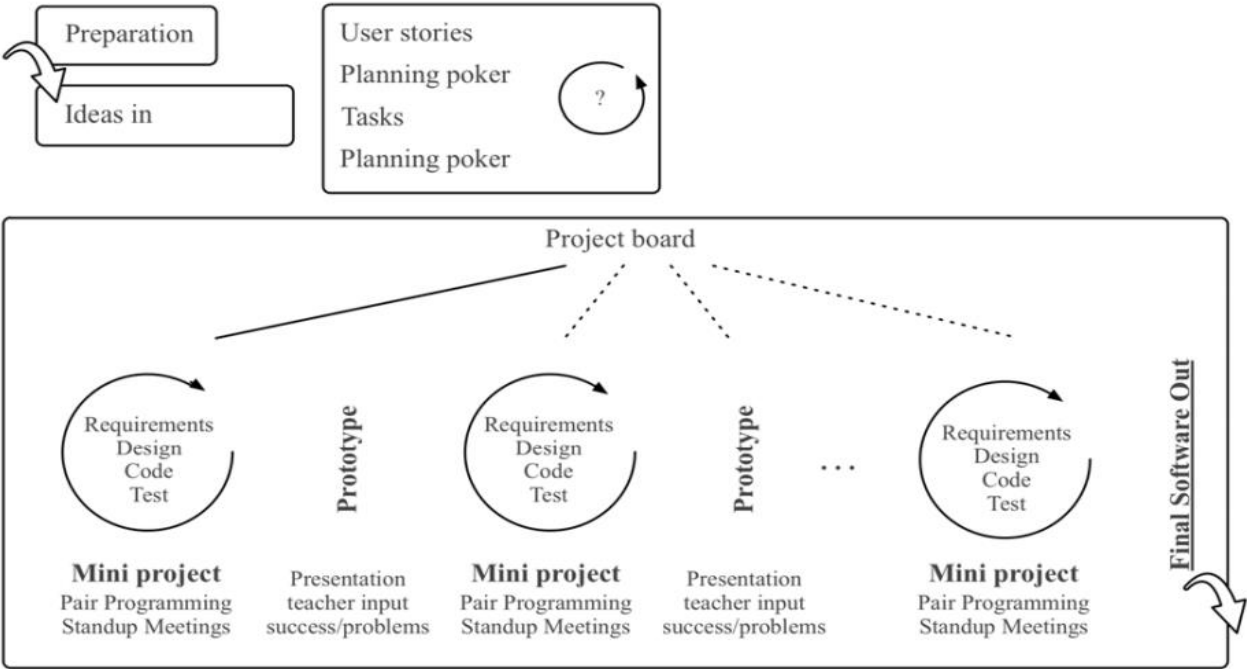 Preparation
Ideas in
User stories
Planning poker
?
Tasks
Planning poker
Project board
Requirements
Design
Code
Test
Mini project
Pair Programming
Standup Meetings
Prototype
Presentation
teacher input
success/problems
Requirements
Design
Code
Test
Mini project
Pair Programming
Standup Meetings
Prototype
Presentation
teacher input
success/problems
...
Requirements
Design
Code
Test
Mini project
Pair Programming
Standup Meetings
Final Software Out